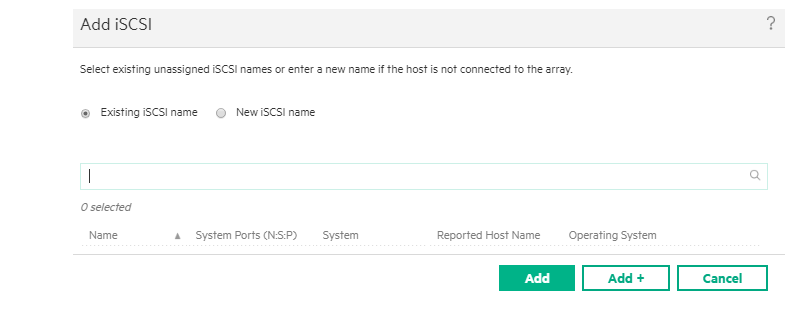 Add iSCSI ?
Select existing unassigned iSCSI names or enter a new name if the host is not connected to the array.
Existing iSCSI name New iSCSI name
0 selected
Name ▲ System Ports (N:S:P) System Reported Host Name Operating System
Add Add + Cancel